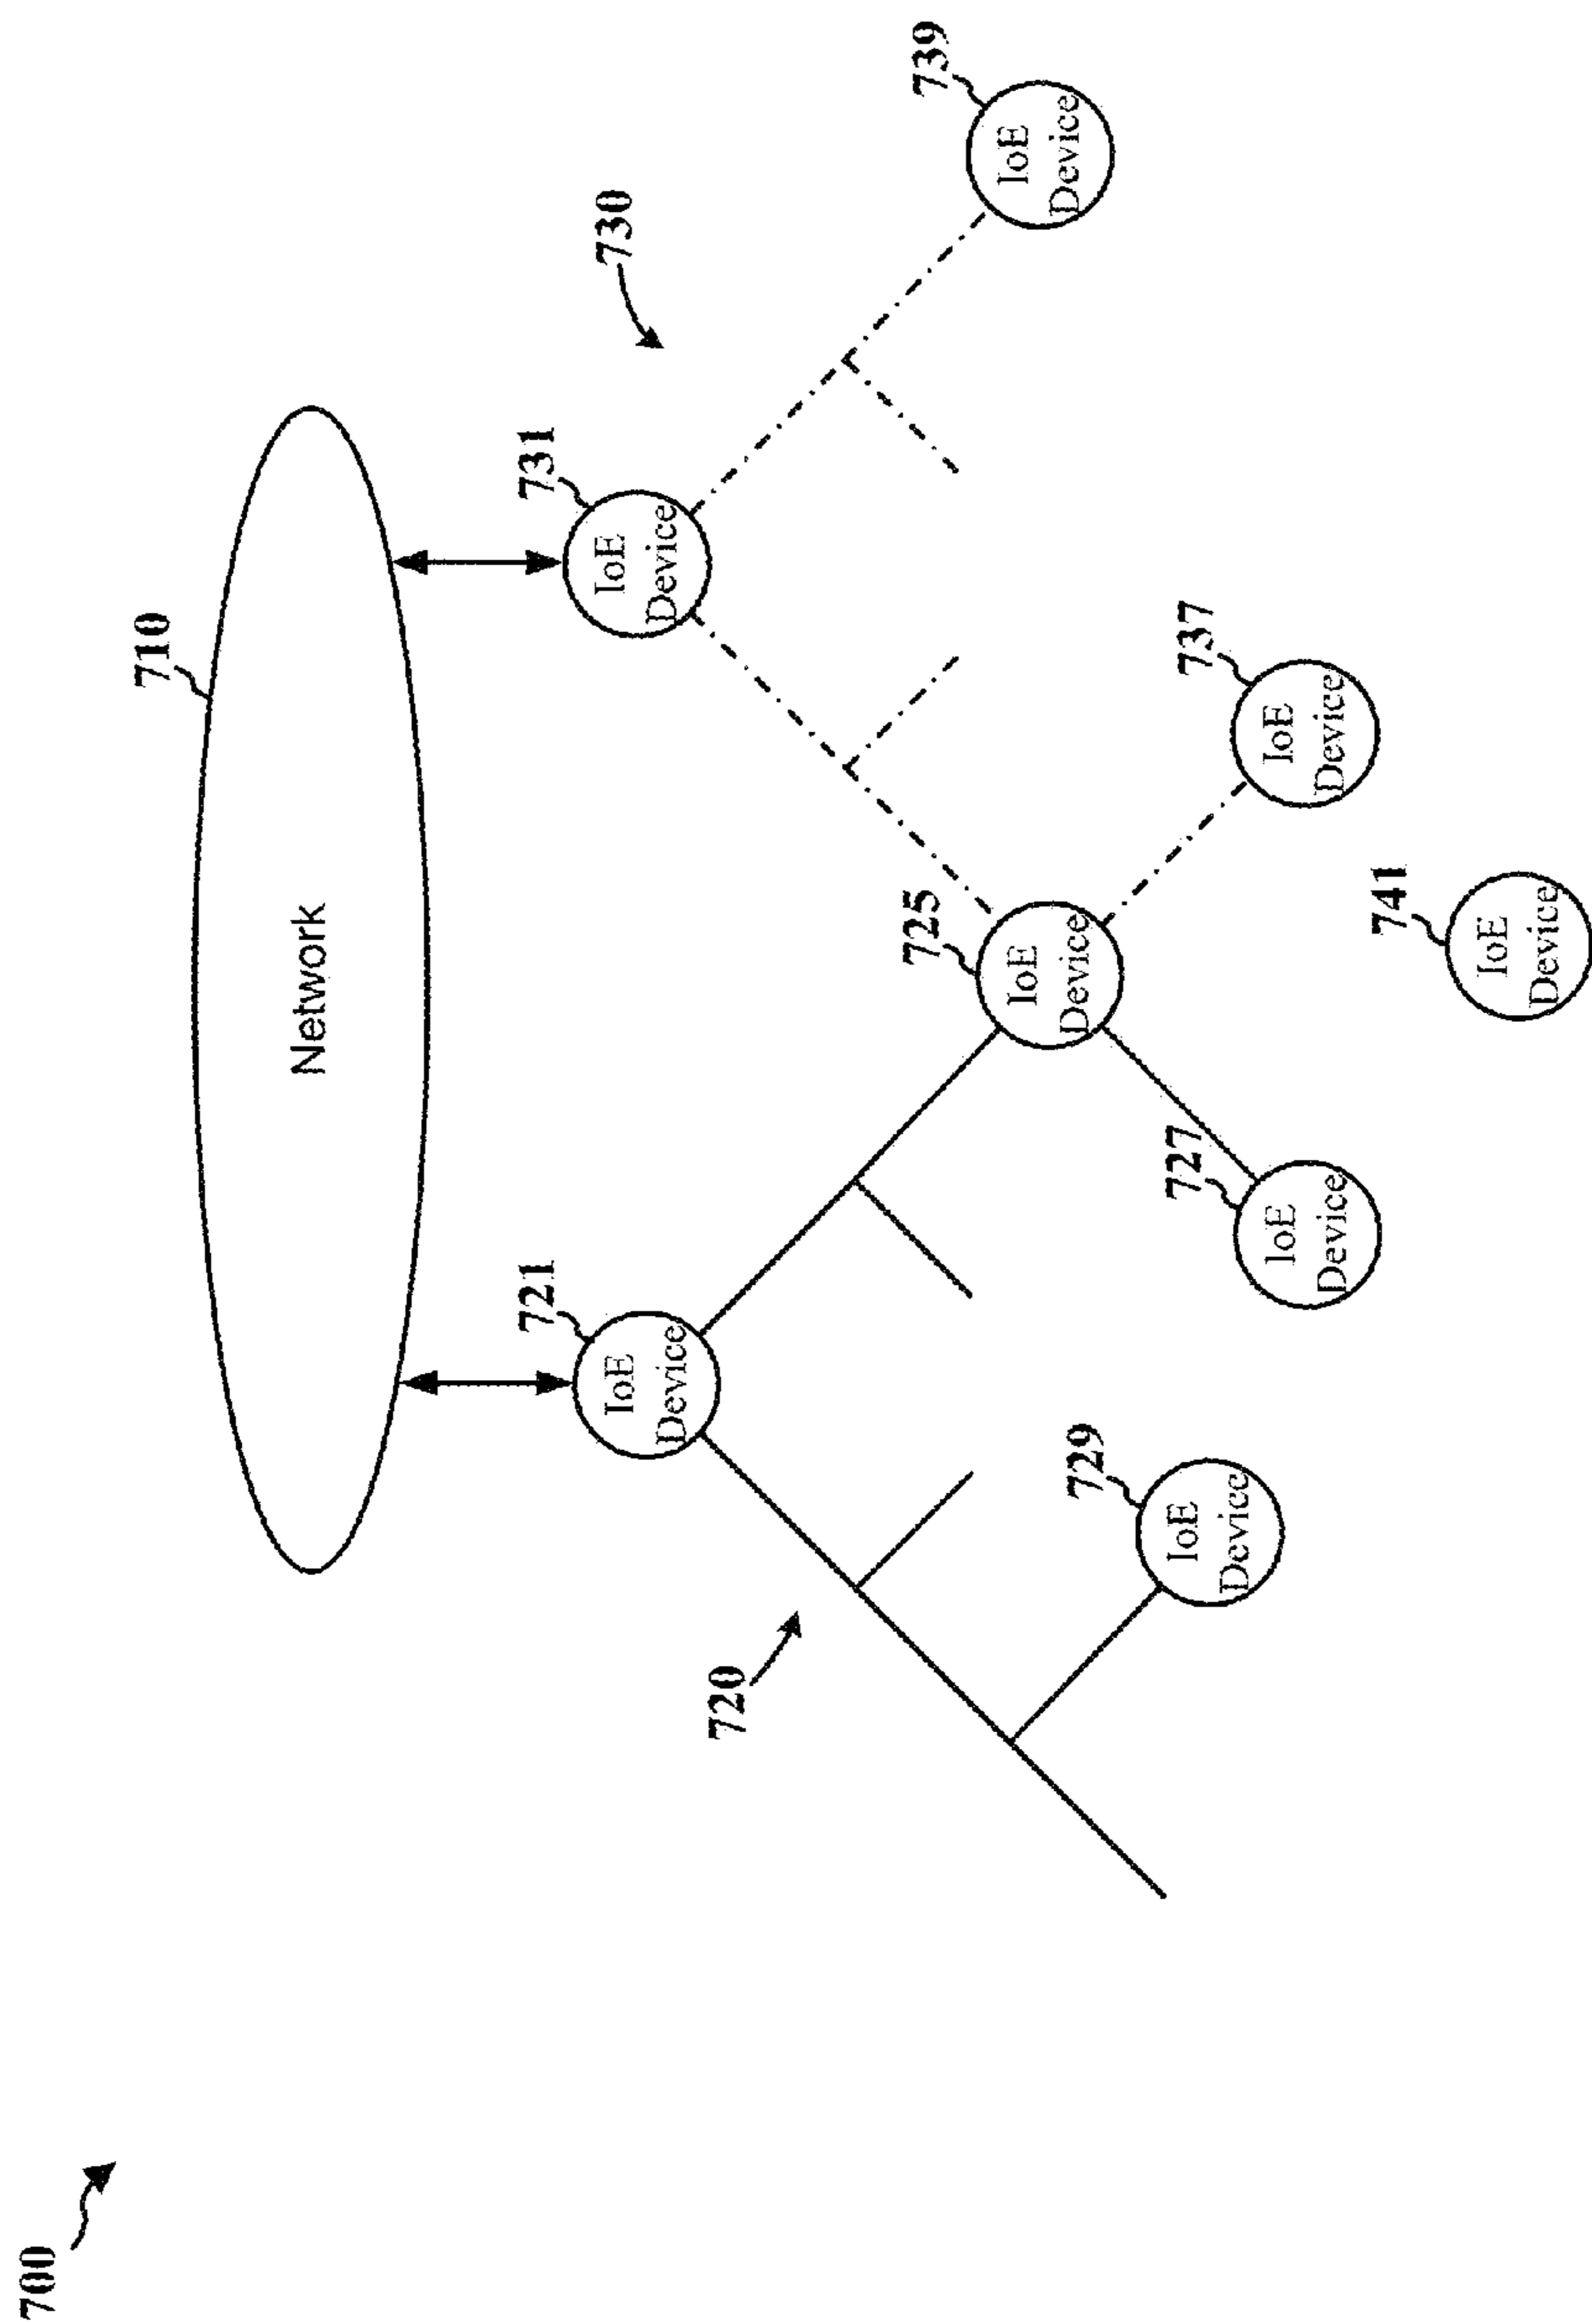 700
710
Network
721
IoE
Device
731
IoE
Device
720
730
729
IoE
Device
725
IoE
Device
739
IoE
Device
727
IoE
Device
737
IoE
Device
741
IoE
Device